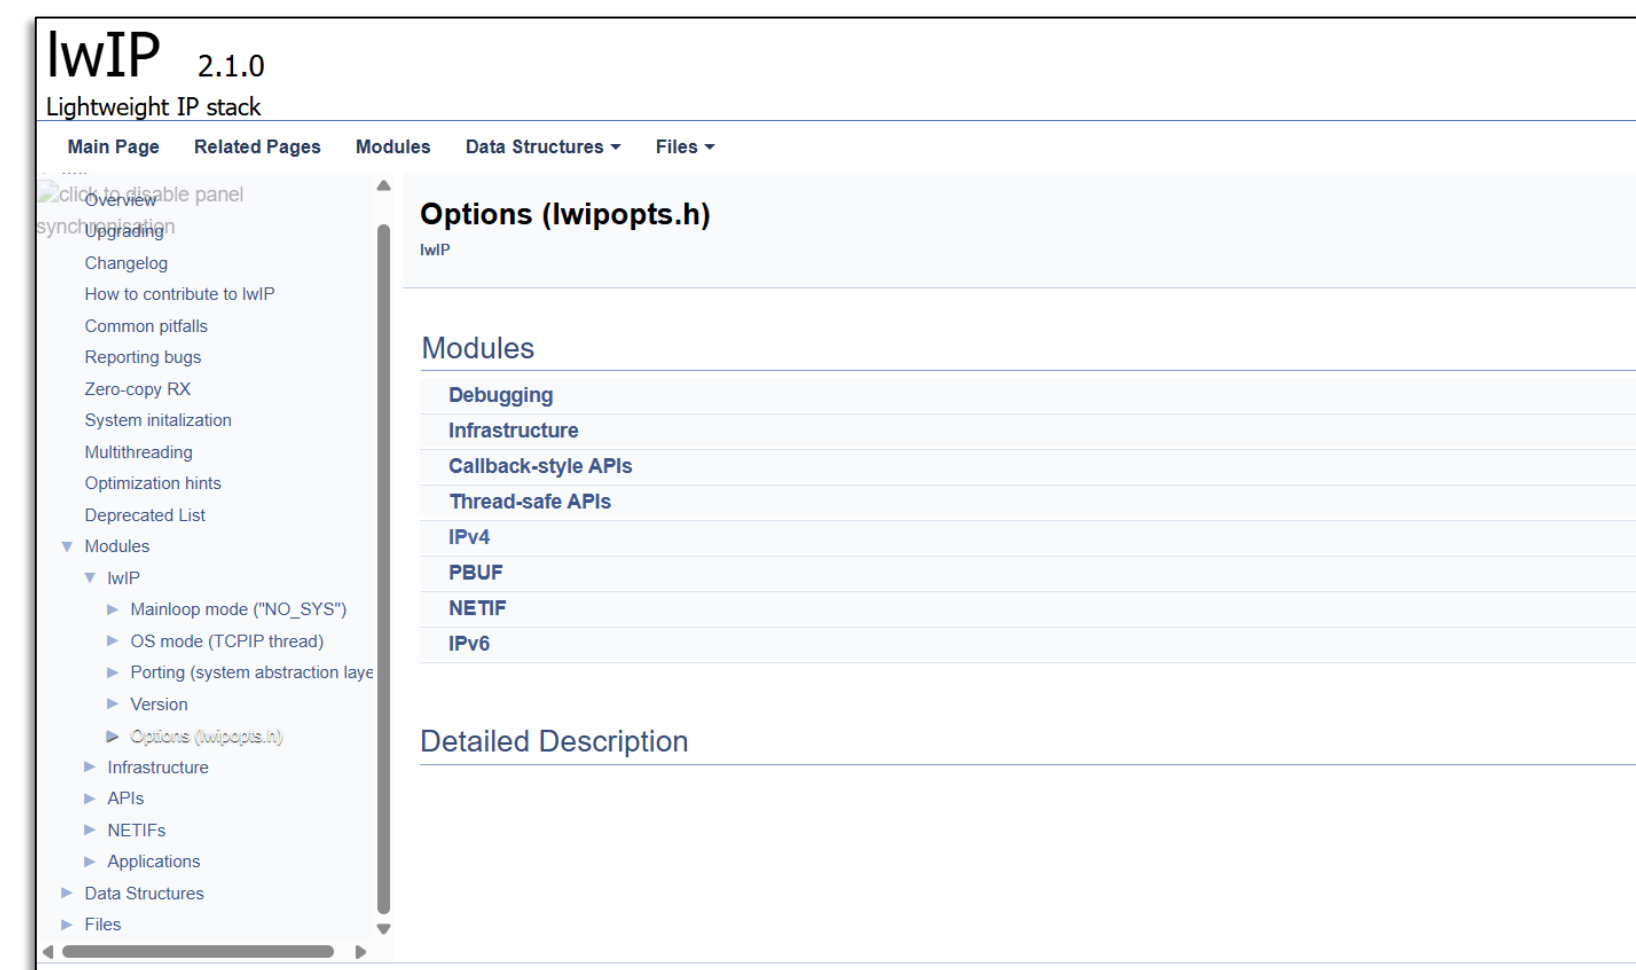 lwIP 2.1.0
Lightweight IP stack
Main Page Related Pages Modules Data Structures Files
click to disable panel synchronisation
Overview
Upgrading
Changelog
How to contribute to lwIP
Common pitfalls
Reporting bugs
Zero-copy RX
System initalization
Multithreading
Optimization hints
Deprecated List
Modules
lwIP
Mainloop mode ("NO_SYS")
OS mode (TCPIP thread)
Porting (system abstraction laye
Version
Options (lwipopts.h)
Infrastructure
APIs
NETIFs
Applications
Data Structures
Files
Options (lwipopts.h)
lwIP
Modules
Debugging
Infrastructure
Callback-style APIs
Thread-safe APIs
IPv4
PBUF
NETIF
IPv6
Detailed Description